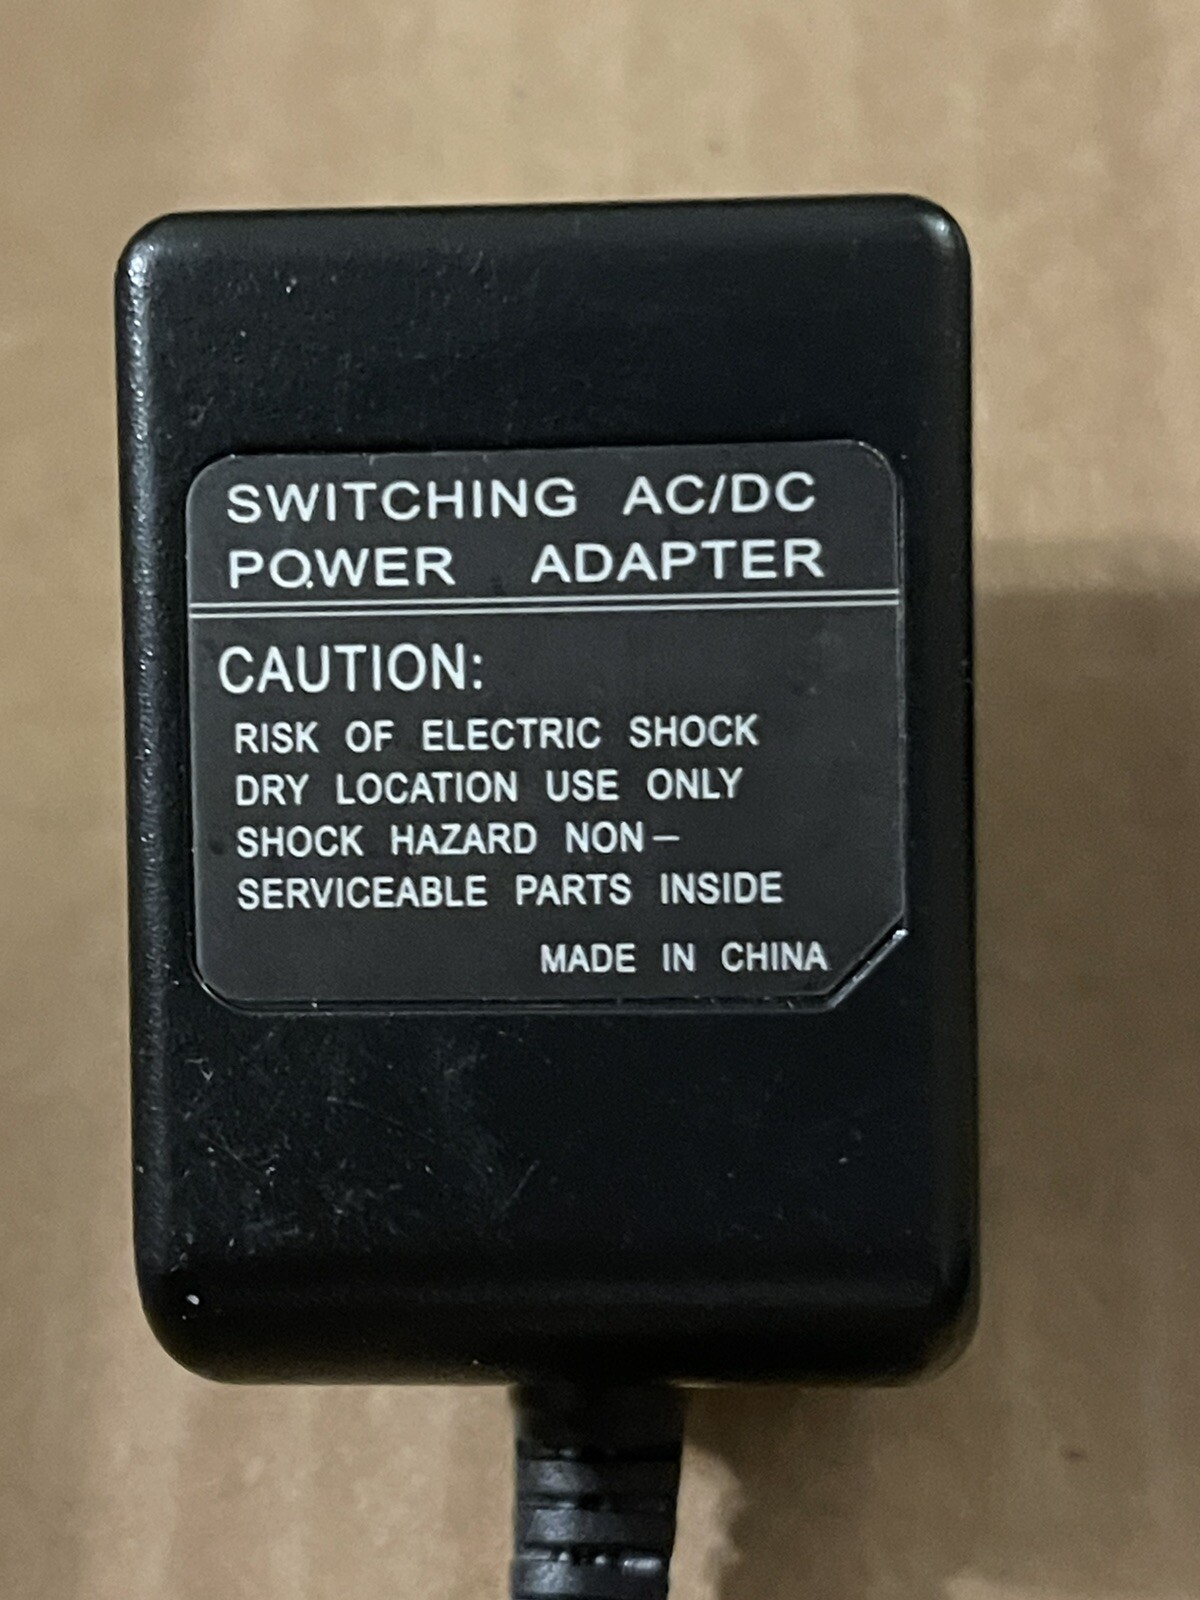 SWITCHING AC/DC
POWER ADAPTER
CAUTION:
RISK OF ELECTRIC SHOCK
DRY LOCATION USE ONLY
SHOCK HAZARD NON-
SERVICEABLE PARTS INSIDE
MADE IN CHINA